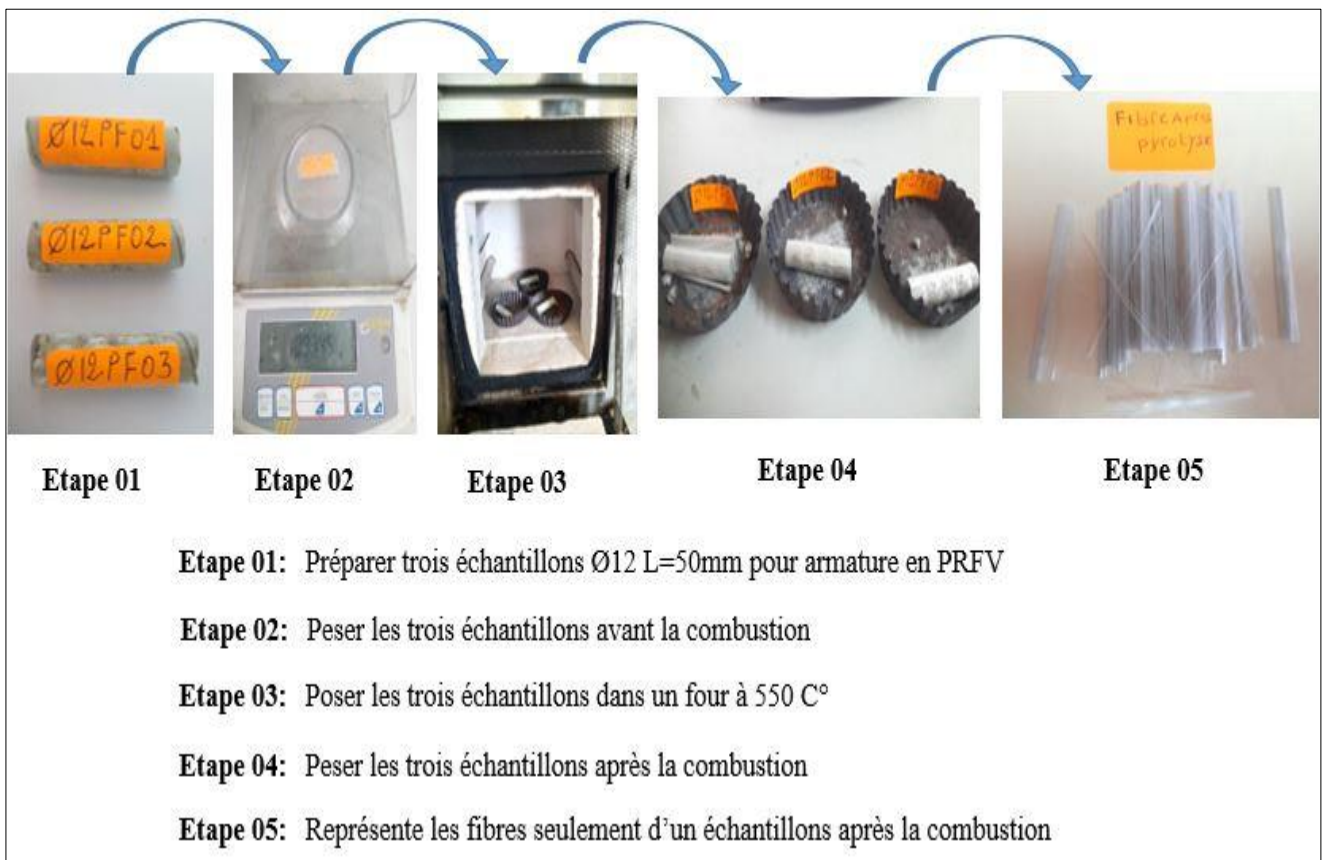 Ø12PF01
Ø12PF02
Ø12PF03
Fibre Après
pyrolyse
Etape 01
Etape 02
Etape 03
Etape 04
Etape 05
Etape 01: Préparer trois échantillons Ø12 L=50mm pour armature en PRFV
Etape 02: Peser les trois échantillons avant la combustion
Etape 03: Poser les trois échantillons dans un four à 550 C°
Etape 04: Peser les trois échantillons après la combustion
Etape 05: Représente les fibres seulement d’un échantillons après la combustion